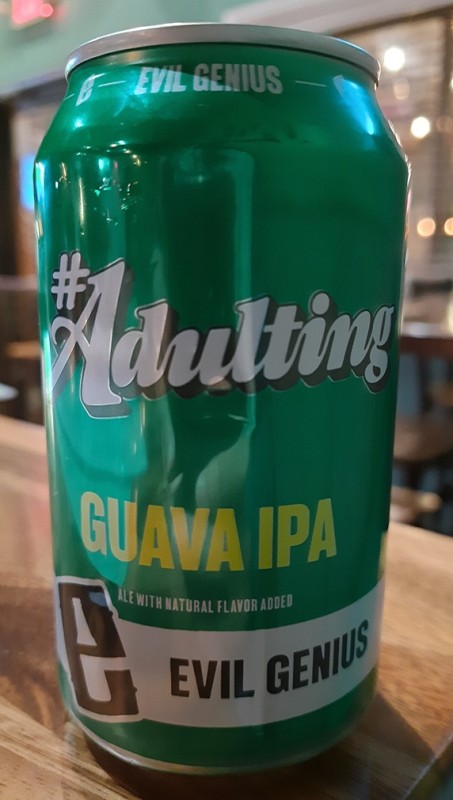 e EVIL GENIUS
#Adulting
GUAVA IPA
ALE WITH NATURAL FLAVOR ADDED
e EVIL GENIUS